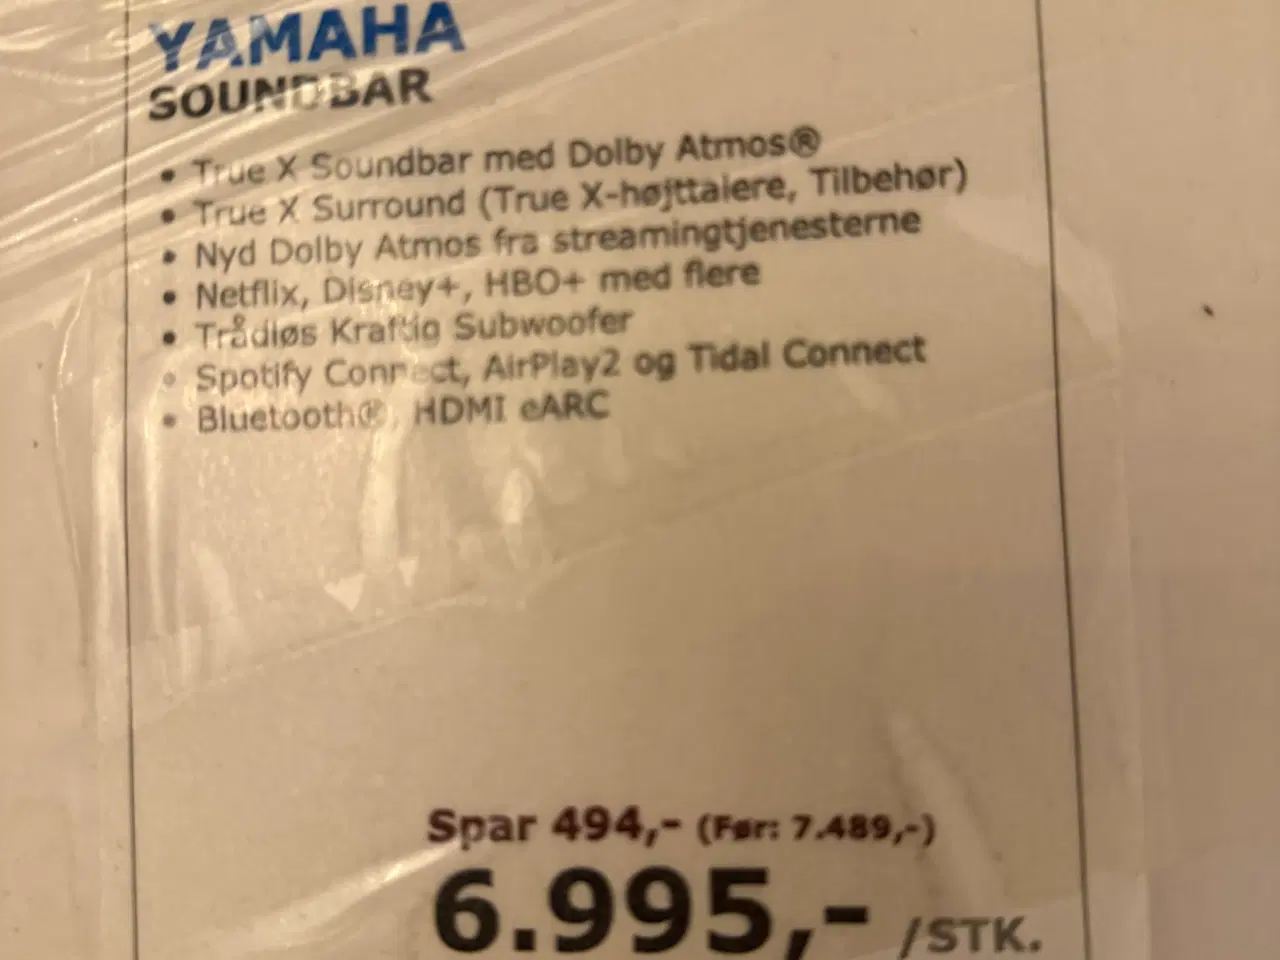 YAMAHA
SOUNDBAR
• True X Soundbar med Dolby Atmos®
• True X Surround (True X-højttalere, Tilbehør)
• Nyd Dolby Atmos fra streamingtjenesterne
• Netflix, Disney+, HBO+ med flere
• Trådløs Kraftig Subwoofer
• Spotify Connect, AirPlay2 og Tidal Connect
• Bluetooth®, HDMI eARC
Spar 494,- (Før: 7.489,-)
6.995,- /STK.